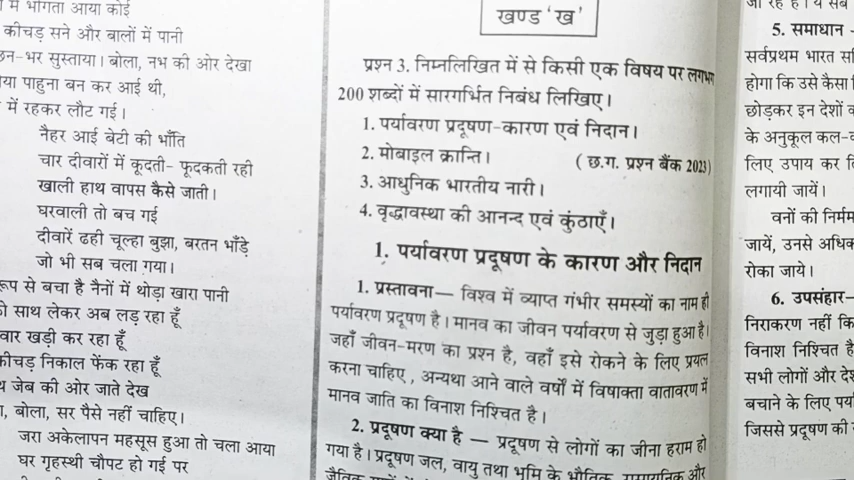 में भीगता आया कोई
कीचड़ सने और बालों में पानी
भर सुस्ताया। बोला, नभ की ओर देखा
पाहुना बन कर आई थी,
में रहकर लौट गई।
नैहर आई बेटी की भाँति
चार दीवारों में कूदती- फूदकती रही
खाली हाथ वापस कैसे जाती।
घरवाली तो बच गई
दीवारें ढही चूल्हा बुझा, बरतन भाँड़े
जो भी सब चला गया।
रूप से बचा है नैनों में थोड़ा खारा पानी
साथ लेकर अब लड़ रहा हूँ
खड़ी कर रहा हूँ
कीचड़ निकाल फेंक रहा हूँ
जेब की ओर जाते देख
बोला, सर पैसे नहीं चाहिए।
जरा अकेलापन महसूस हुआ तो चला आया
घर गृहस्थी चौपट हो गई पर
खण्ड 'ख'
प्रश्न 3. निम्नलिखित में से किसी एक विषय पर लगभग
200 शब्दों में सारगर्भित निबंध लिखिए।
1. पर्यावरण प्रदूषण-कारण एवं निदान।
2. मोबाइल क्रान्ति। ( छ.ग. प्रश्न बैंक 2023)
3. आधुनिक भारतीय नारी।
4. वृद्धावस्था की आनन्द एवं कुंठाएँ।
1. पर्यावरण प्रदूषण के कारण और निदान
1. प्रस्तावना— विश्व में व्याप्त गंभीर समस्यों का नाम ही
पर्यावरण प्रदूषण है। मानव का जीवन पर्यावरण से जुड़ा हुआ है।
जहाँ जीवन-मरण का प्रश्न है, वहाँ इसे रोकने के लिए प्रयत्न
करना चाहिए , अन्यथा आने वाले वर्षों में विषाक्ता वातावरण में
मानव जाति का विनाश निश्चित है।
2. प्रदूषण क्या है — प्रदूषण से लोगों का जीना हराम हो
गया है। प्रदूषण जल, वायु तथा भूमि के भौतिक, रासायनिक और
5. समाधान -
सर्वप्रथम भारत
होगा कि उसे कैसा
छोड़कर इन देशों
के अनुकूल
लिए उपाय कर
लगायी जायें।
वनों की निर्मम
जायें, उनसे अधिक
रोका जाये।
6. उपसंहार—
निराकरण नहीं
विनाश निश्चित है
सभी लोगों और
बचाने के लिए
जिससे प्रदूषण की